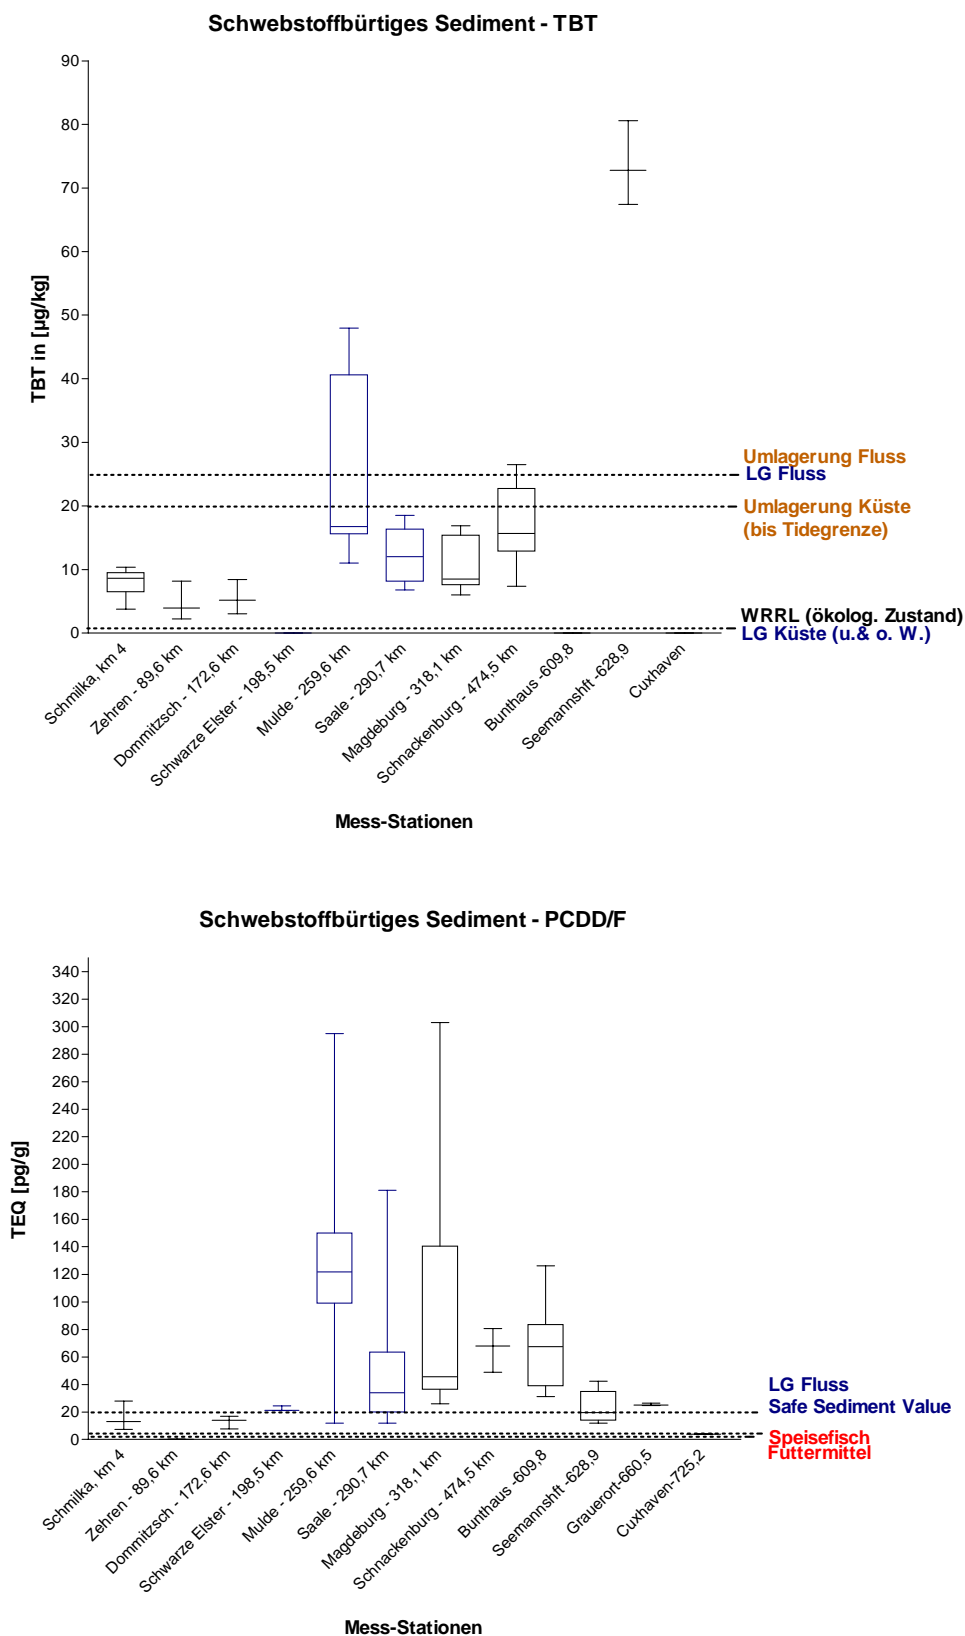 Schwebstoffbürtiges Sediment - TBT
90
80
70
60
50
40
30
20
10
0
TBT in [µg/kg]
Umlagerung Fluss
LG Fluss
Umlagerung Küste
(bis Tidegrenze)
WRRL (ökolog. Zustand)
LG Küste (u.& o. W.)
Schmilka, km 4
Zehren - 89,6 km
Dommitzsch - 172,6 km
Schwarze Elster - 198,5 km
Mulde - 259,6 km
Saale - 290,7 km
Magdeburg - 318,1 km
Schnackenburg - 474,5 km
Bunthaus -609,8
Seemannshft -628,9
Cuxhaven
Mess-Stationen
Schwebstoffbürtiges Sediment - PCDD/F
340
320
300
280
260
240
220
200
180
160
140
120
100
80
60
40
20
0
TEQ [pg/g]
LG Fluss
Safe Sediment Value
Speisefisch
Futtermittel
Schmilka, km 4
Zehren - 89,6 km
Dommitzsch - 172,6 km
Schwarze Elster - 198,5 km
Mulde - 259,6 km
Saale - 290,7 km
Magdeburg - 318,1 km
Schnackenburg - 474,5 km
Bunthaus -609,8
Seemannshft -628,9
Grauerort-660,5
Cuxhaven-725,2
Mess-Stationen